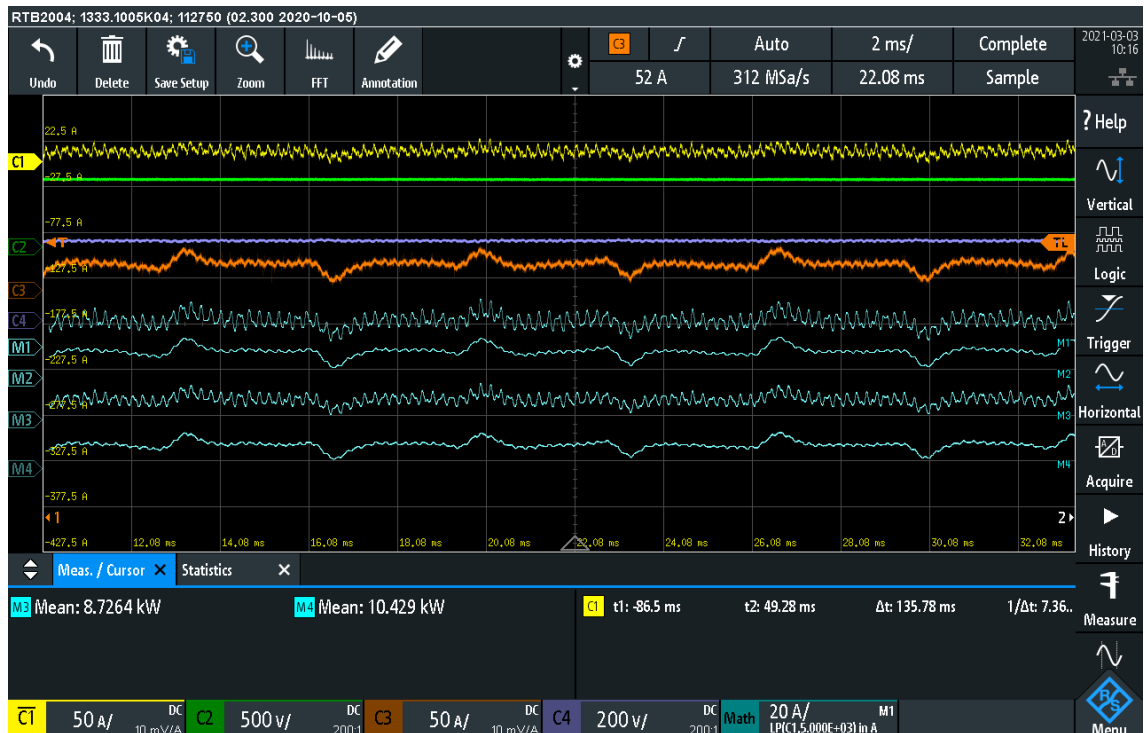 RTB2004; 1333.1005K04; 112750 (02.300 2020-10-05)
Undo Delete Save Setup Zoom FFT Annotation
C3 Auto 2 ms/ Complete
52 A 312 MSa/s 22.08 ms Sample
2021-03-03
10:16
? Help
Vertical
Logic
Trigger
Horizontal
Acquire
History
Measure
Menu
22.5 A
C1
-27.5 A
-77.5 A
C2 T TL
-127.5 A
C3
-177.5 A
C4
M1 M1
-227.5 A
M2 M2
-277.5 A
M3 M3
-327.5 A
M4 M4
-377.5 A
1 2
-427.5 A 12.08 ms 14.08 ms 16.08 ms 18.08 ms 20.08 ms 22.08 ms 24.08 ms 26.08 ms 28.08 ms 30.08 ms 32.08 ms
Meas. / Cursor X Statistics X
M3 Mean: 8.7264 kW M4 Mean: 10.429 kW C1 t1: -86.5 ms t2: 49.28 ms Δt: 135.78 ms 1/Δt: 7.36..
C1 50 A/ DC 10 mV/A C2 500 V/ DC 200:1 C3 50 A/ DC 10 mV/A C4 200 V/ DC 200:1 Math 20 A/ M1
LP(C1,5.000E+03) in A